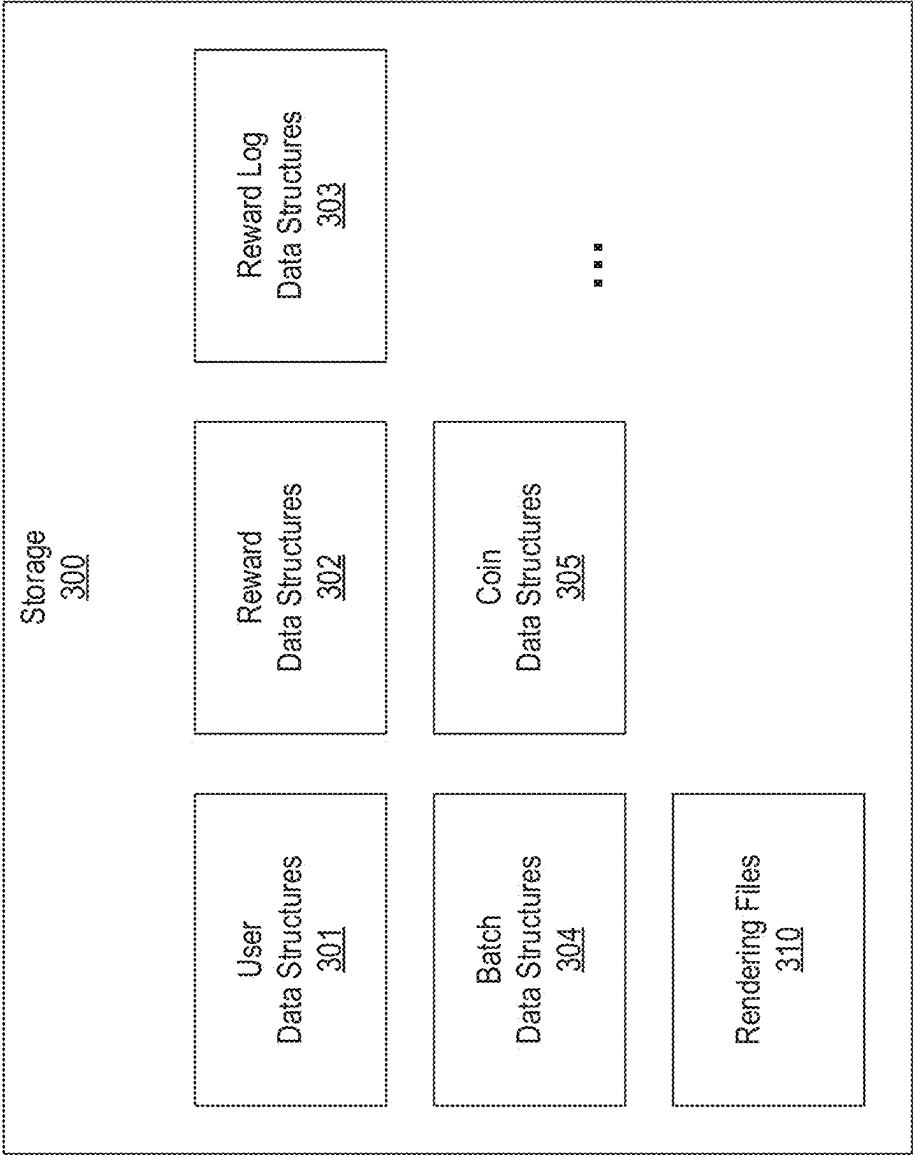 Storage
300
User
Data Structures
301
Reward
Data Structures
302
Reward Log
Data Structures
303
Batch
Data Structures
304
Coin
Data Structures
305
...
Rendering Files
310